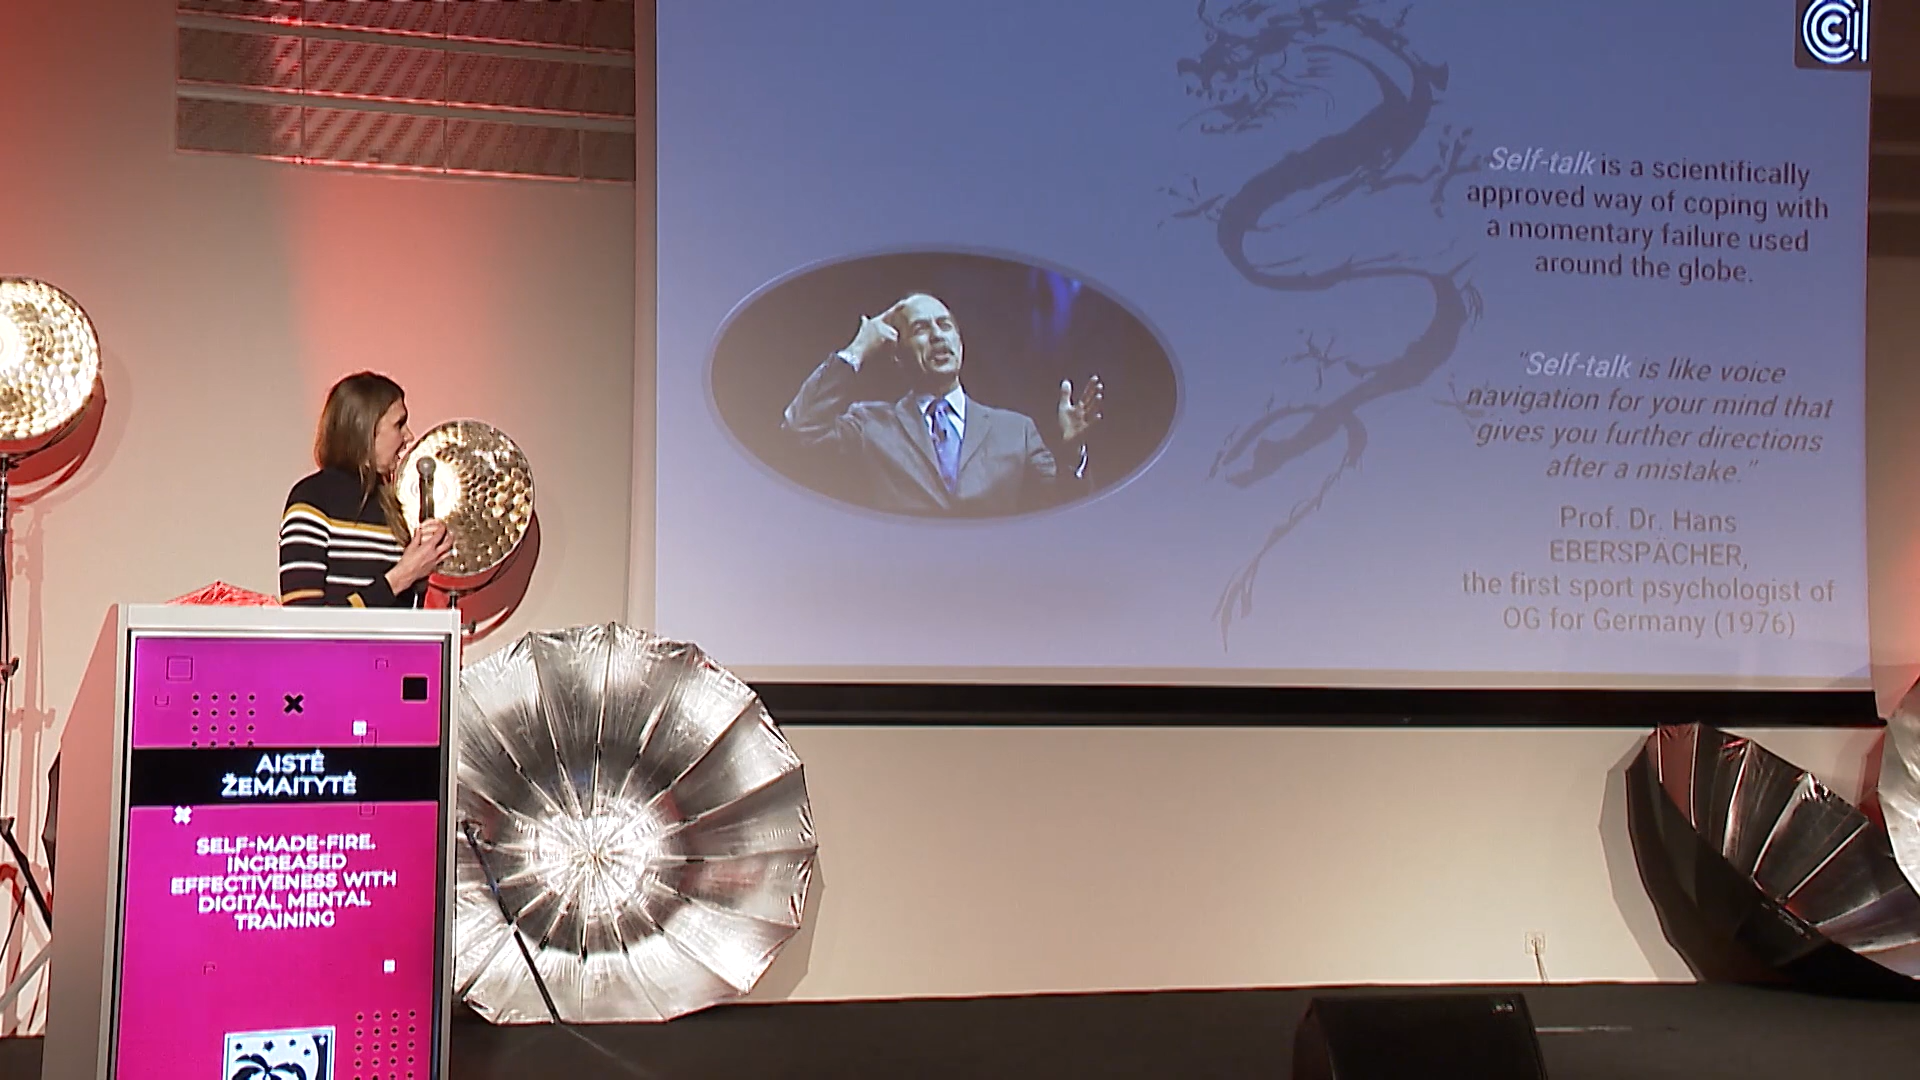 Self-talk is a scientifically
approved way of coping with
a momentary failure used
around the globe.
"Self-talk is like voice
navigation for your mind that
gives you further directions
after a mistake."
Prof. Dr. Hans
EBERSPÄCHER,
the first sport psychologist of
OG for Germany (1976)
AISTĖ
ŽEMAITYTĖ
SELF-MADE-FIRE.
INCREASED
EFFECTIVENESS WITH
DIGITAL MENTAL
TRAINING